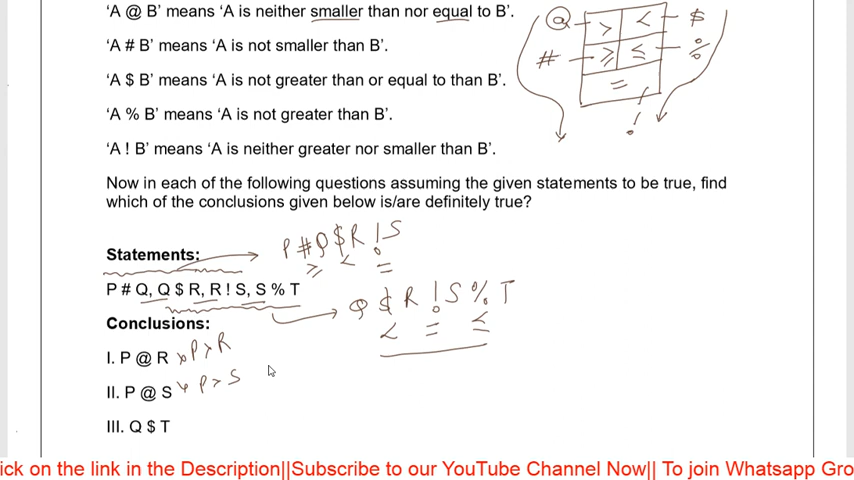 'A @ B' means 'A is neither smaller than nor equal to B'.
'A # B' means 'A is not smaller than B'.
'A $ B' means 'A is not greater than or equal to than B'.
'A % B' means 'A is not greater than B'.
'A ! B' means 'A is neither greater nor smaller than B'.
@ > < $
# ≥ ≤ %
=
!
Now in each of the following questions assuming the given statements to be true, find
which of the conclusions given below is/are definitely true?
P # Q $ R ! S
≥ < =
Statements:
P # Q, Q $ R, R ! S, S % T
Q $ R ! S % T
< = ≤
Conclusions:
I. P @ R P > R
II. P @ S P > S
III. Q $ T
ick on the link in the Description||Subscribe to our YouTube Channel Now|| To join Whatsapp Gro